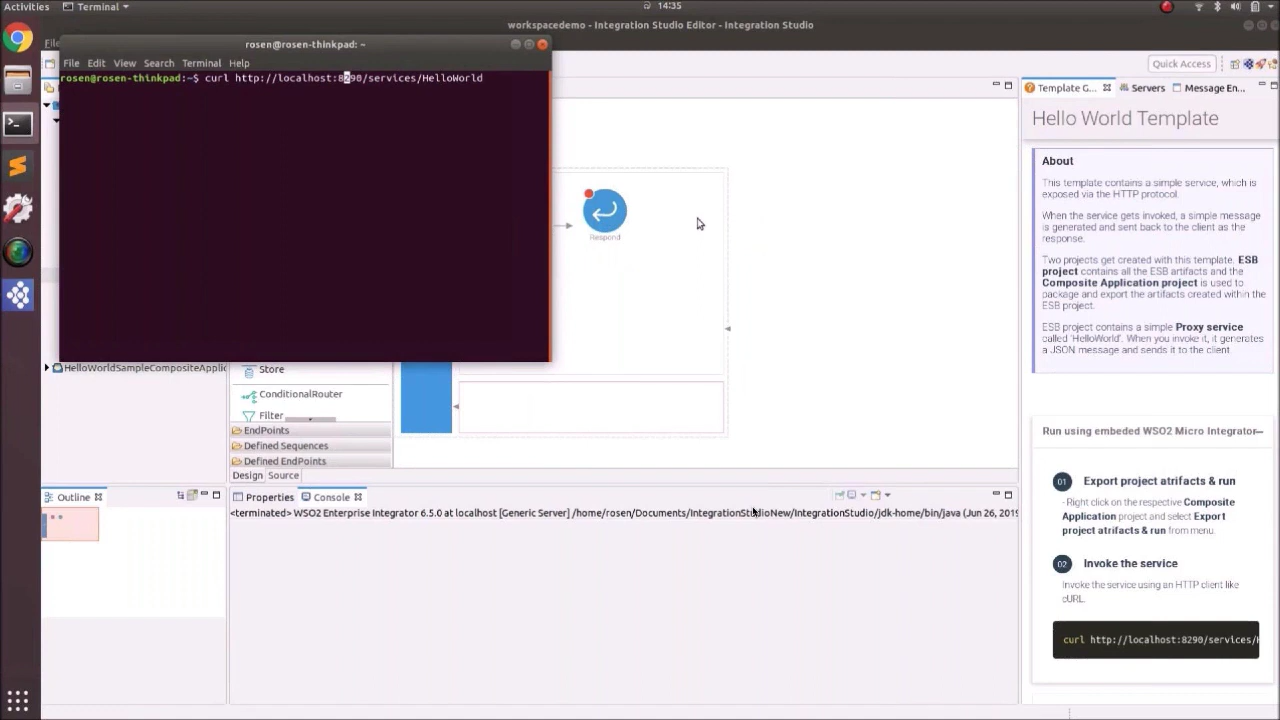 Activities
Terminal
14:35
workspacedemo - Integration Studio Editor - Integration Studio
rosen@rosen-thinkpad: ~
File Edit View Search Terminal Help
rosen@rosen-thinkpad:~$ curl http://localhost:8290/services/HelloWorld
Quick Access
Template G...
Servers
Message En...
Hello World Template
About
This template contains a simple service, which is
exposed via the HTTP protocol.
When the service gets invoked, a simple message
is generated and sent back to the client as the
response.
Two projects get created with this template. ESB
project contains all the ESB artifacts and the
Composite Application project is used to
package and export the artifacts created within the
ESB project.
ESB project contains a simple Proxy service
called 'HelloWorld'. When you invoke it, it generates
a JSON message and sends it to the client
Respond
HelloWorldSampleCompositeApplic
Store
ConditionalRouter
Filter
EndPoints
Defined Sequences
Defined EndPoints
Design Source
Run using embeded WSO2 Micro Integrator
01 Export project atrifacts & run
- Right click on the respective Composite
Application project and select Export
project atrifacts & run from menu.
02 Invoke the service
Invoke the service using an HTTP client like
cURL.
curl http://localhost:8290/services/H
Outline
Properties
Console
<terminated> WSO2 Enterprise Integrator 6.5.0 at localhost [Generic Server] /home/rosen/Documents/IntegrationStudioNew/IntegrationStudio/jdk-home/bin/java (Jun 26, 2019